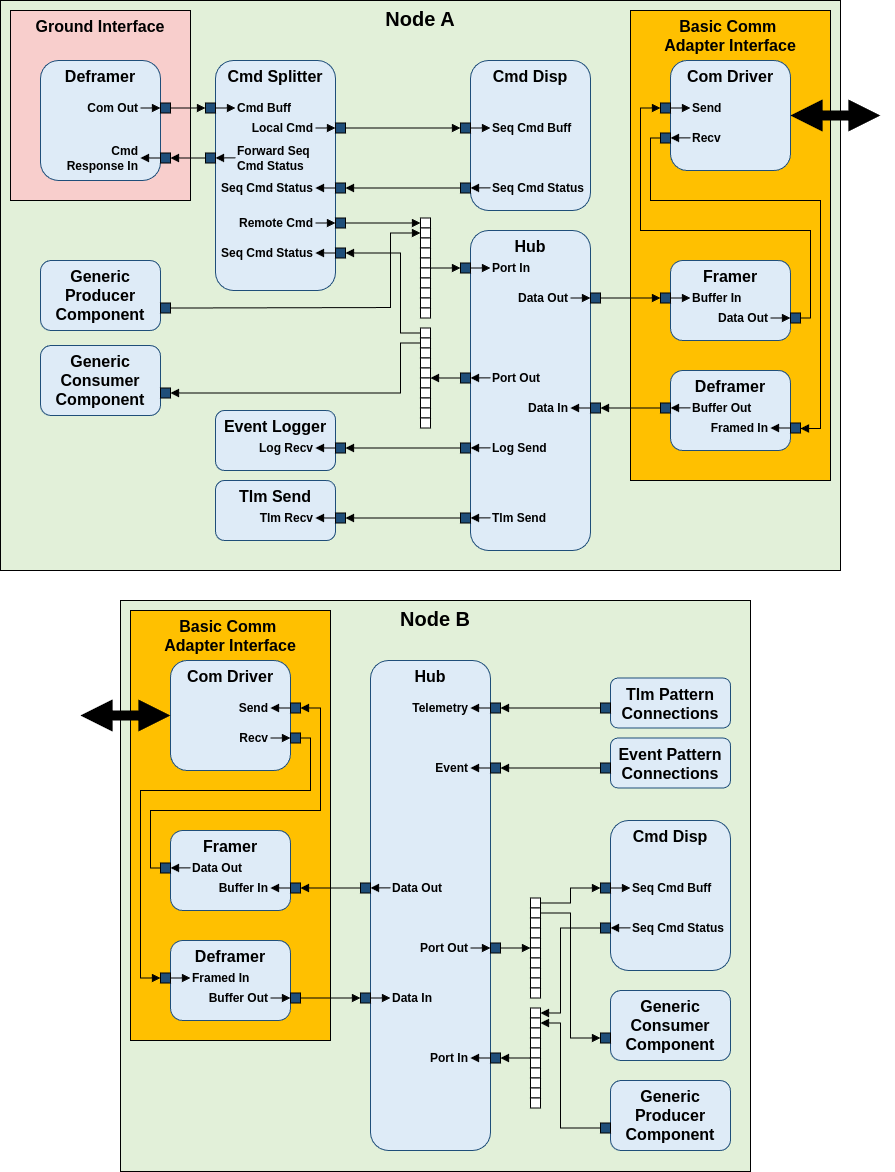 Node A
Ground Interface
Deframer
Com Out
Cmd
Response In
Cmd Splitter
Cmd Buff
Local Cmd
Forward Seq
Cmd Status
Seq Cmd Status
Remote Cmd
Seq Cmd Status
Cmd Disp
Seq Cmd Buff
Seq Cmd Status
Basic Comm
Adapter Interface
Com Driver
Send
Recv
Generic
Producer
Component
Generic
Consumer
Component
Hub
Port In
Data Out
Port Out
Data In
Log Send
Tlm Send
Framer
Buffer In
Data Out
Deframer
Buffer Out
Framed In
Event Logger
Log Recv
Tlm Send
Tlm Recv
Node B
Basic Comm
Adapter Interface
Com Driver
Send
Recv
Framer
Data Out
Buffer In
Deframer
Framed In
Buffer Out
Hub
Telemetry
Event
Data Out
Port Out
Data In
Port In
Tlm Pattern
Connections
Event Pattern
Connections
Cmd Disp
Seq Cmd Buff
Seq Cmd Status
Generic
Consumer
Component
Generic
Producer
Component